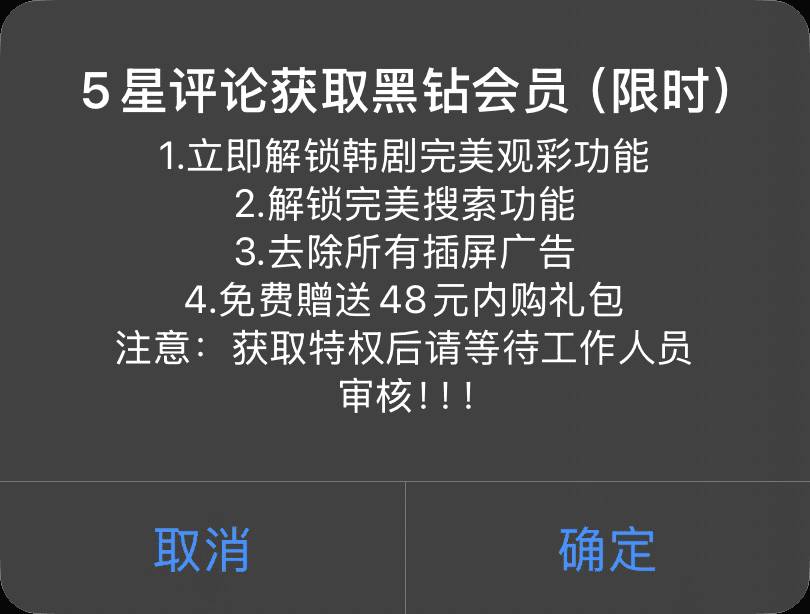 5星评论获取黑钻会员（限时）
1.立即解锁韩剧完美观彩功能
2.解锁完美搜索功能
3.去除所有插屏广告
4.免费赠送48元内购礼包
注意：获取特权后请等待工作人员
审核！！！
取消
确定